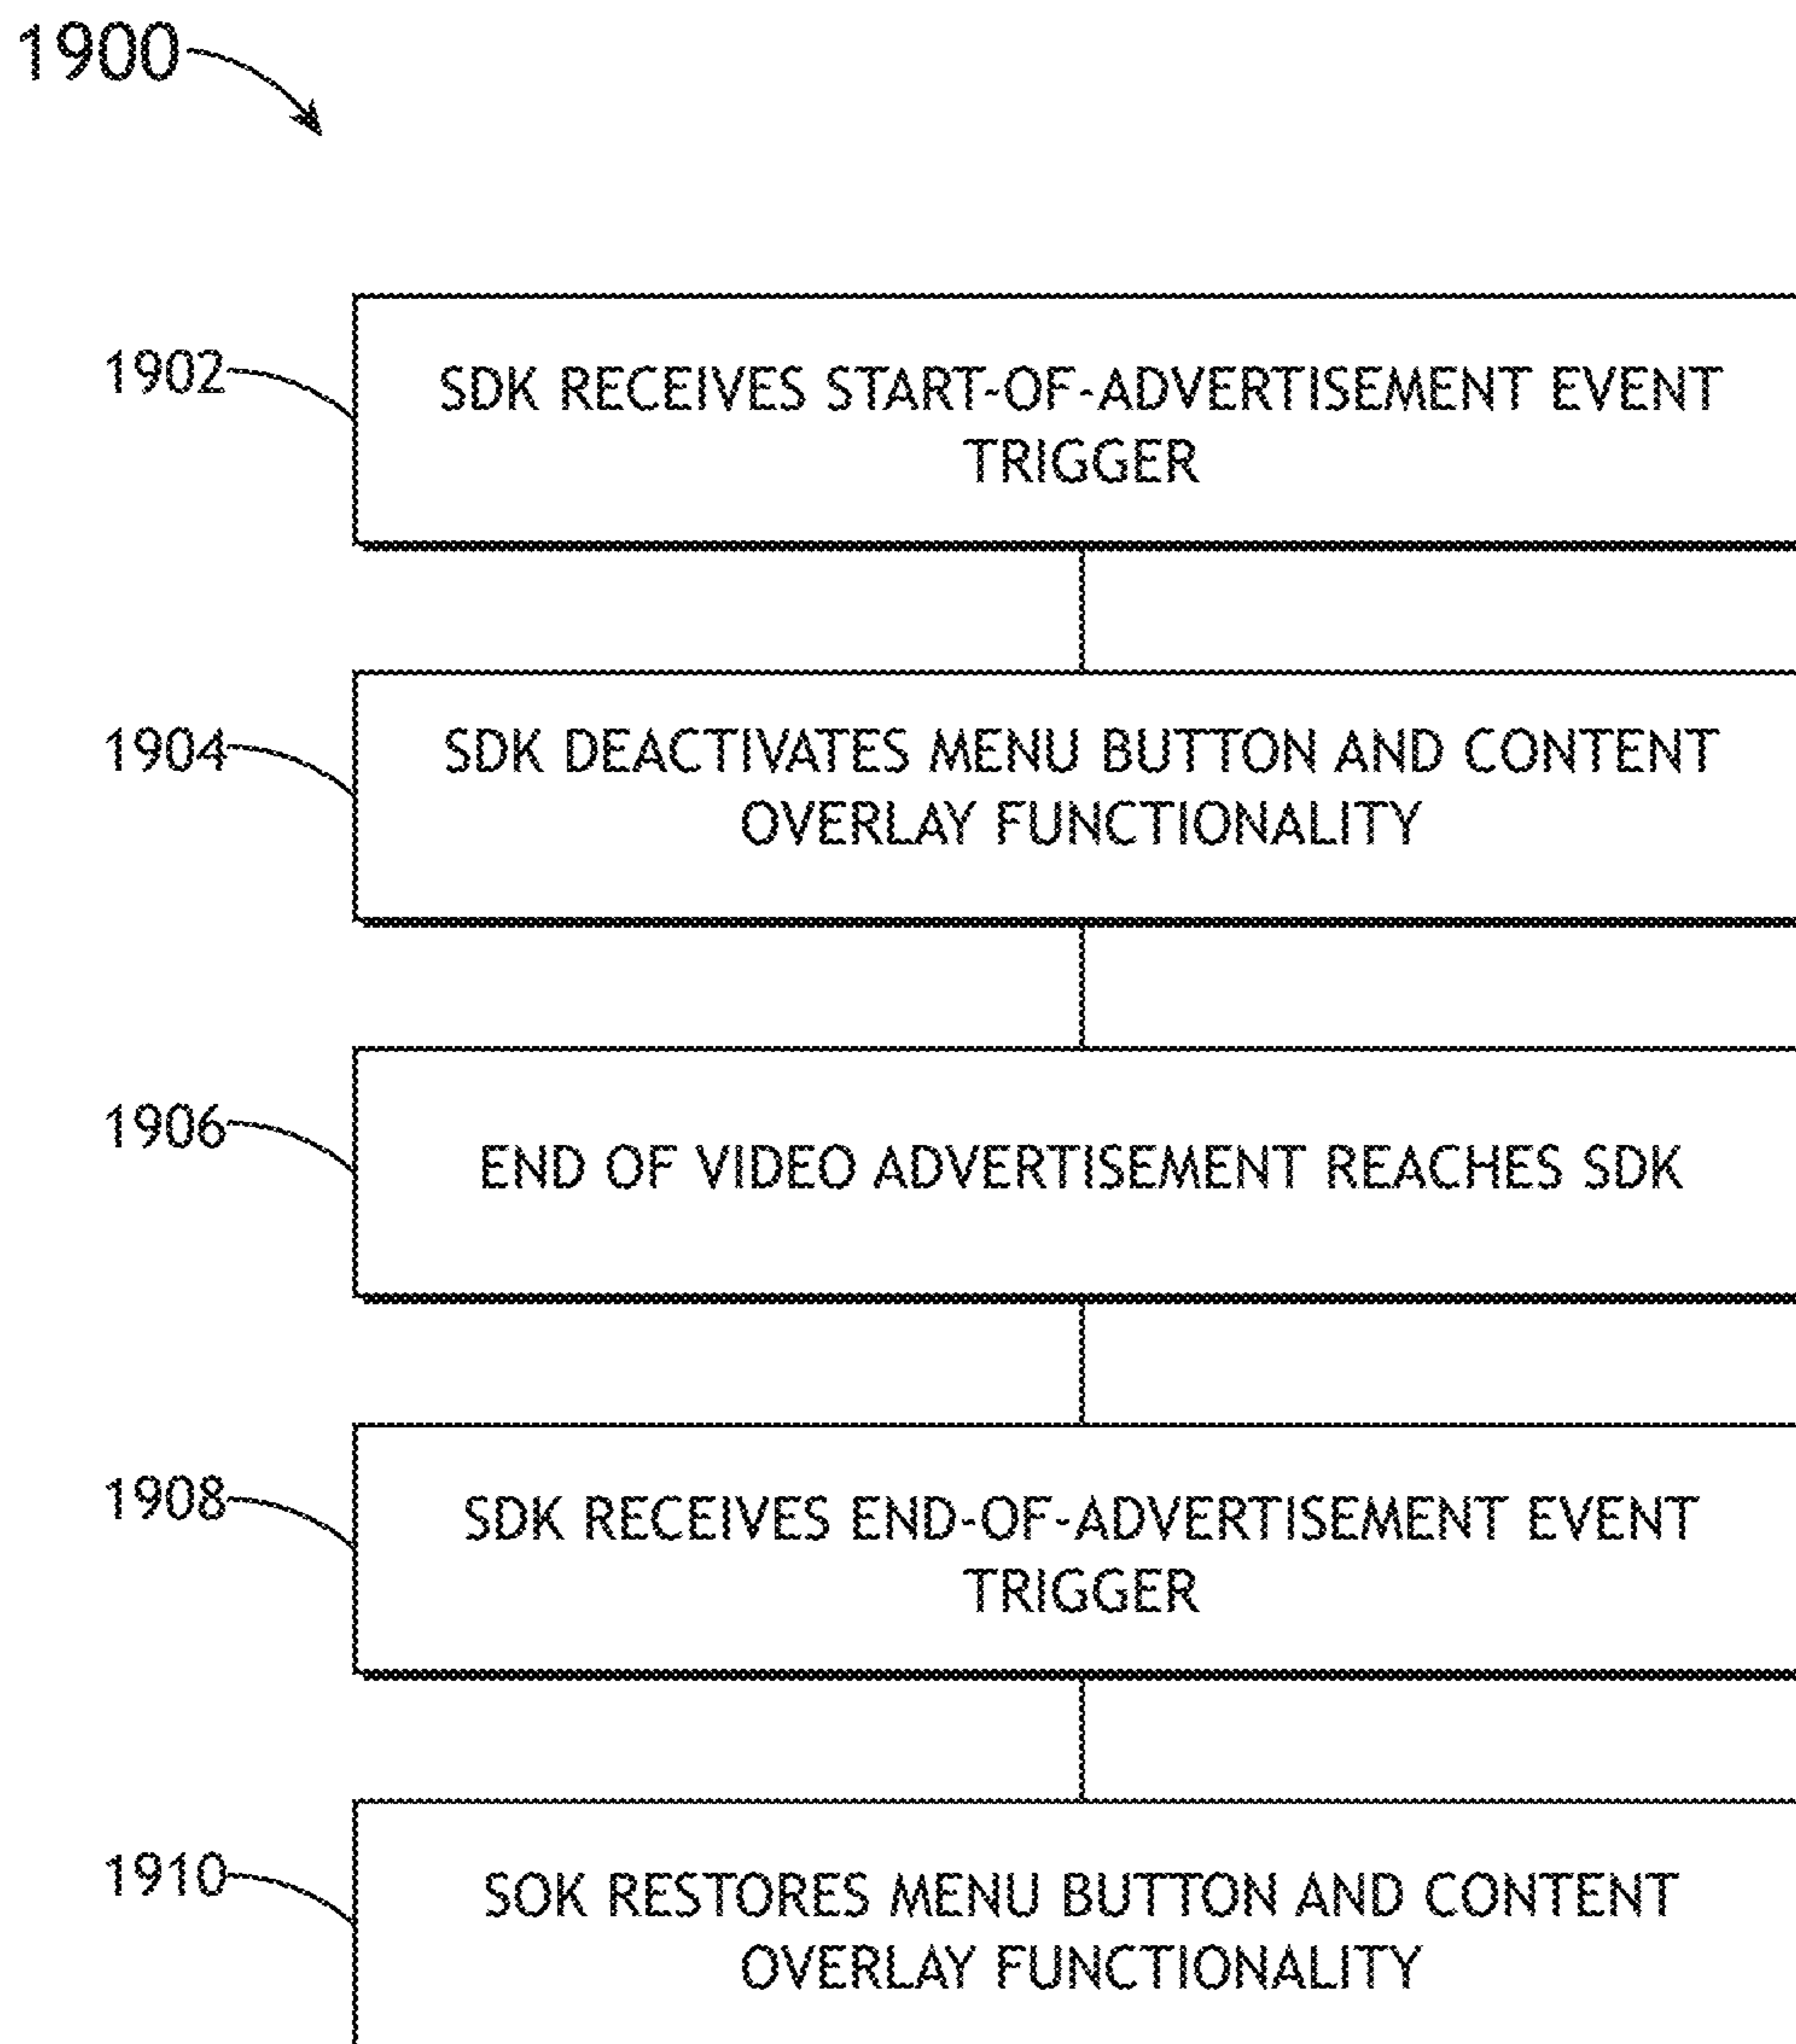 1900
1902
SDK RECEIVES START-OF-ADVERTISEMENT EVENT
TRIGGER
1904
SDK DEACTIVATES MENU BUTTON AND CONTENT
OVERLAY FUNCTIONALITY
1906
END OF VIDEO ADVERTISEMENT REACHES SDK
1908
SDK RECEIVES END-OF-ADVERTISEMENT EVENT
TRIGGER
1910
SOK RESTORES MENU BUTTON AND CONTENT
OVERLAY FUNCTIONALITY